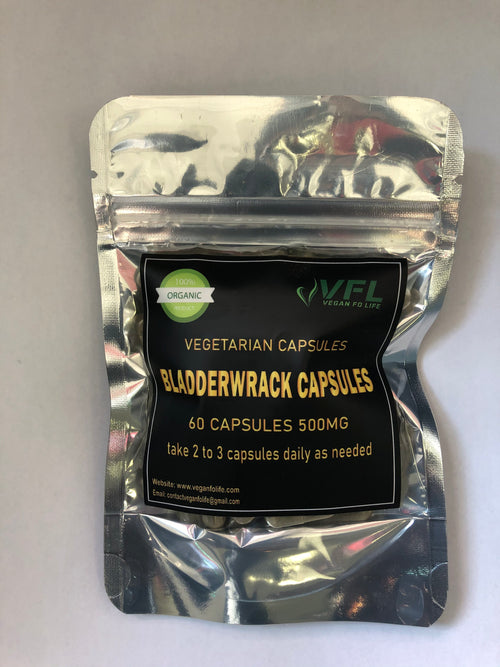 100%
ORGANIC
PRODUCT
VFL
VEGAN FO LIFE
VEGETARIAN CAPSULES
BLADDERWRACK CAPSULES
60 CAPSULES 500MG
take 2 to 3 capsules daily as needed
Website: www.veganfolife.com
Email: contactveganfolife@gmail.com